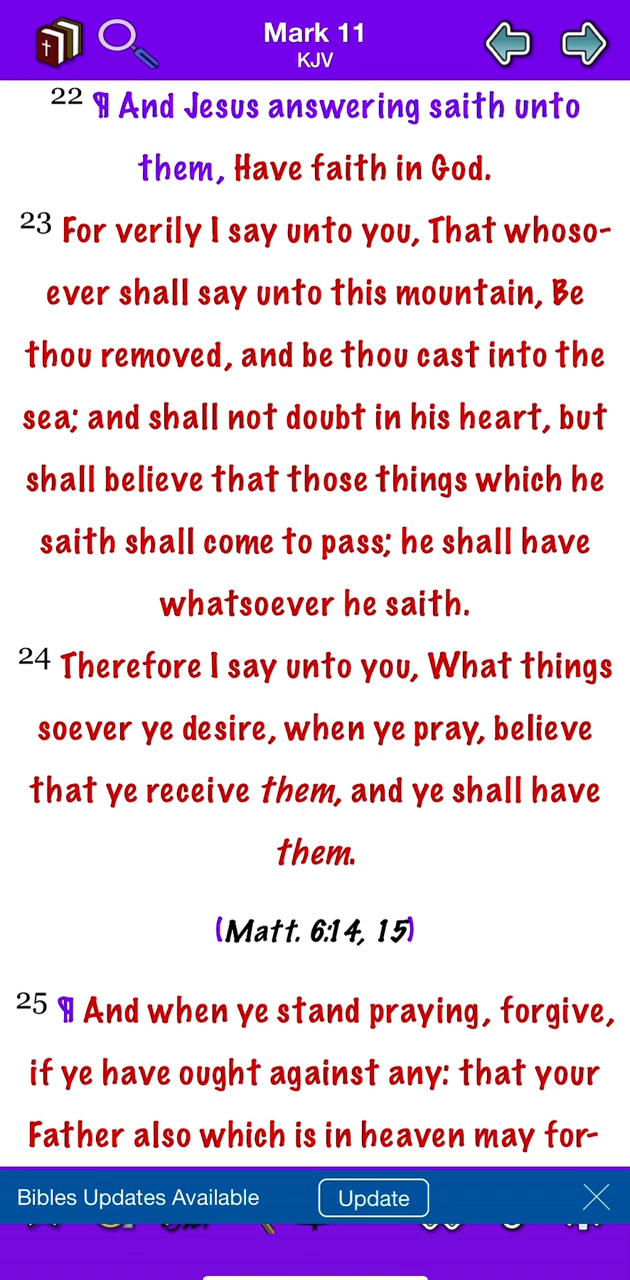 Mark 11
KJV
22 ¶ And Jesus answering saith unto
them, Have faith in God.
23 For verily I say unto you, That whoso-
ever shall say unto this mountain, Be
thou removed, and be thou cast into the
sea; and shall not doubt in his heart, but
shall believe that those things which he
saith shall come to pass; he shall have
whatsoever he saith.
24 Therefore I say unto you, What things
soever ye desire, when ye pray, believe
that ye receive them, and ye shall have
them.
(Matt. 6:14, 15)
25 ¶ And when ye stand praying, forgive,
if ye have ought against any: that your
Father also which is in heaven may for-
Bibles Updates Available
Update